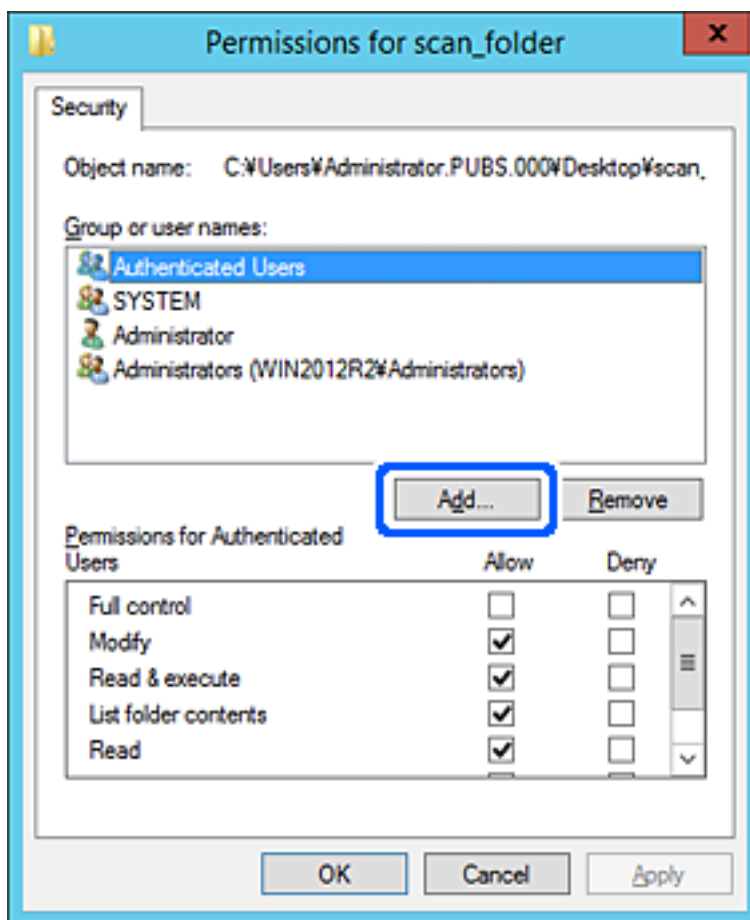 Permissions for scan_folder
x
Security
Object name: C:¥Users¥Administrator.PUBS.000¥Desktop¥scan_
Group or user names:
Authenticated Users
SYSTEM
Administrator
Administrators (WIN2012R2¥Administrators)
Add... Remove
Permissions for Authenticated
Users Allow Deny
Full control
Modify
Read & execute
List folder contents
Read
OK Cancel Apply